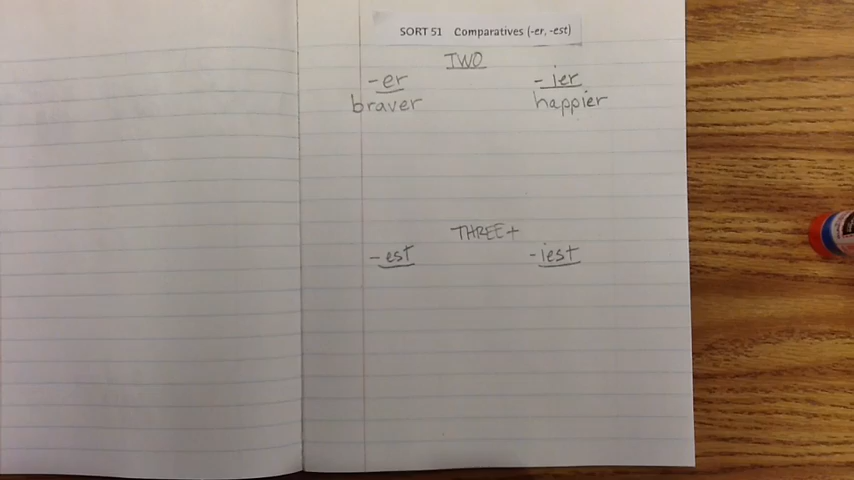 SORT 51 Comparatives (-er, -est)
TWO
-er -ier
braver happier
THREE+
-est -iest